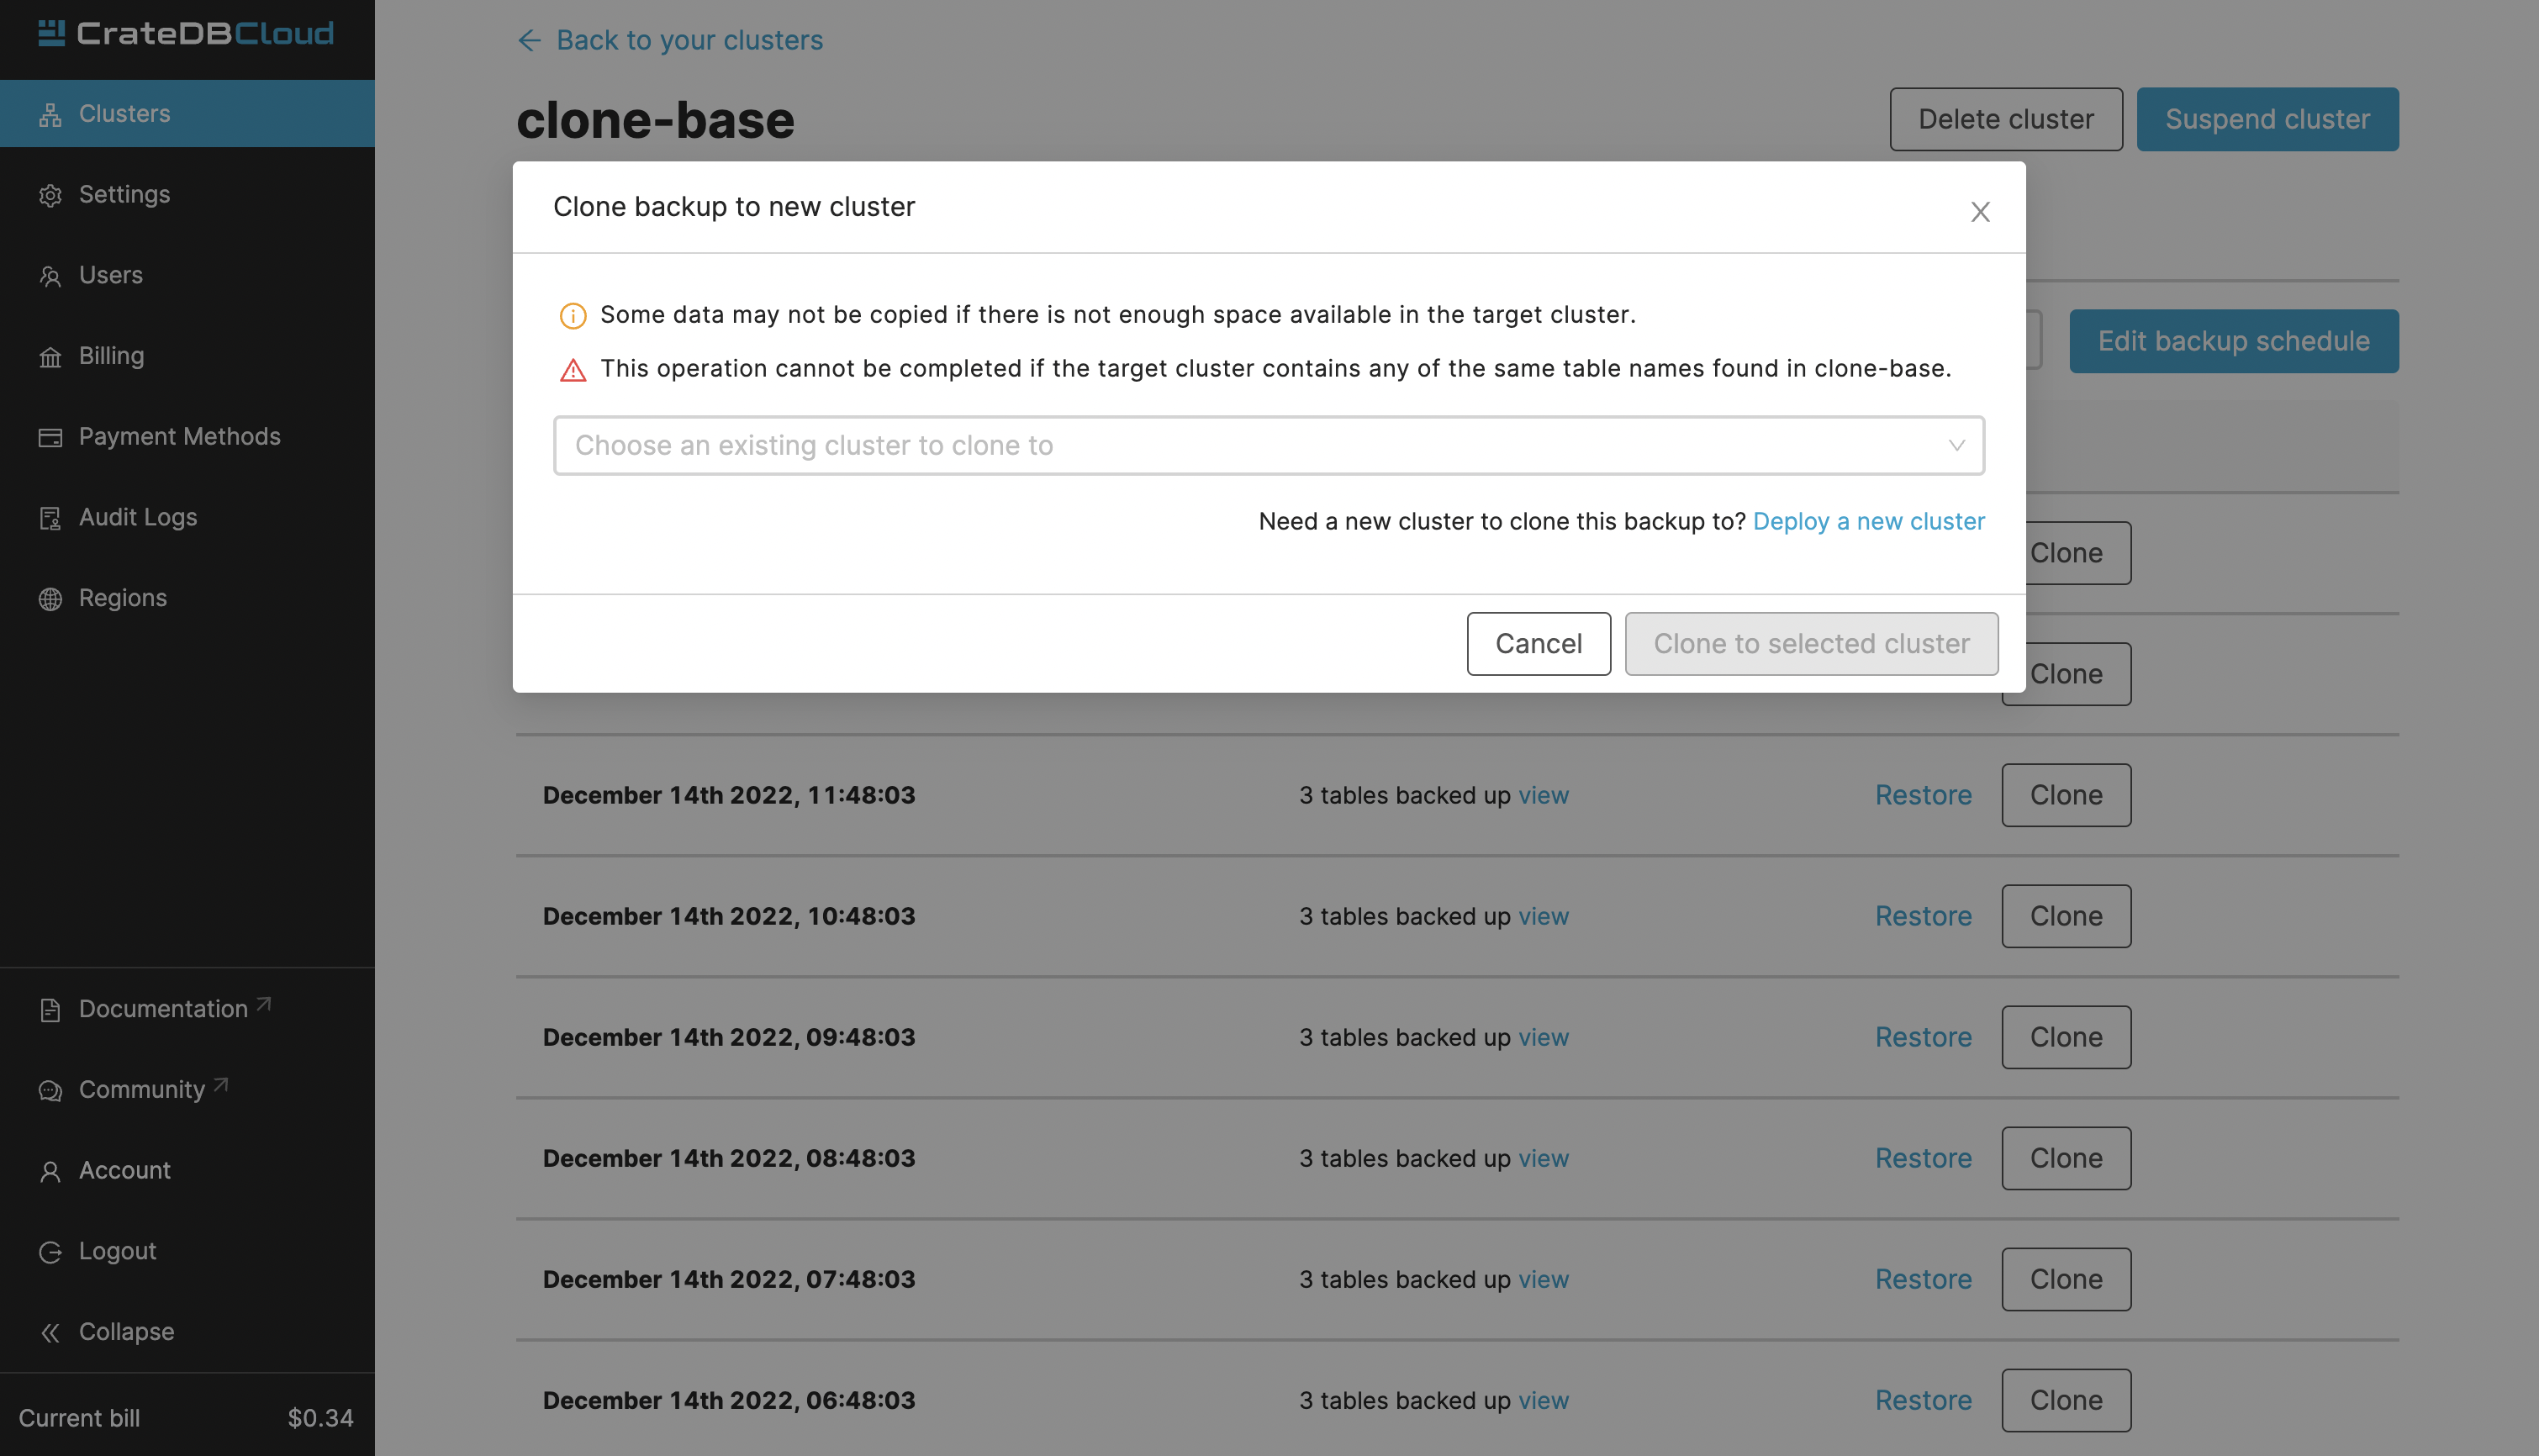 CrateDBCloud
Clusters
Settings
Users
Billing
Payment Methods
Audit Logs
Regions
Documentation
Community
Account
Logout
Collapse
Current bill $0.34
Back to your clusters
clone-base
Delete cluster
Suspend cluster
Edit backup schedule
Clone backup to new cluster
Some data may not be copied if there is not enough space available in the target cluster.
This operation cannot be completed if the target cluster contains any of the same table names found in clone-base.
Choose an existing cluster to clone to
Need a new cluster to clone this backup to? Deploy a new cluster
Cancel
Clone to selected cluster
Clone
Clone
December 14th 2022, 11:48:03 3 tables backed up view Restore Clone
December 14th 2022, 10:48:03 3 tables backed up view Restore Clone
December 14th 2022, 09:48:03 3 tables backed up view Restore Clone
December 14th 2022, 08:48:03 3 tables backed up view Restore Clone
December 14th 2022, 07:48:03 3 tables backed up view Restore Clone
December 14th 2022, 06:48:03 3 tables backed up view Restore Clone